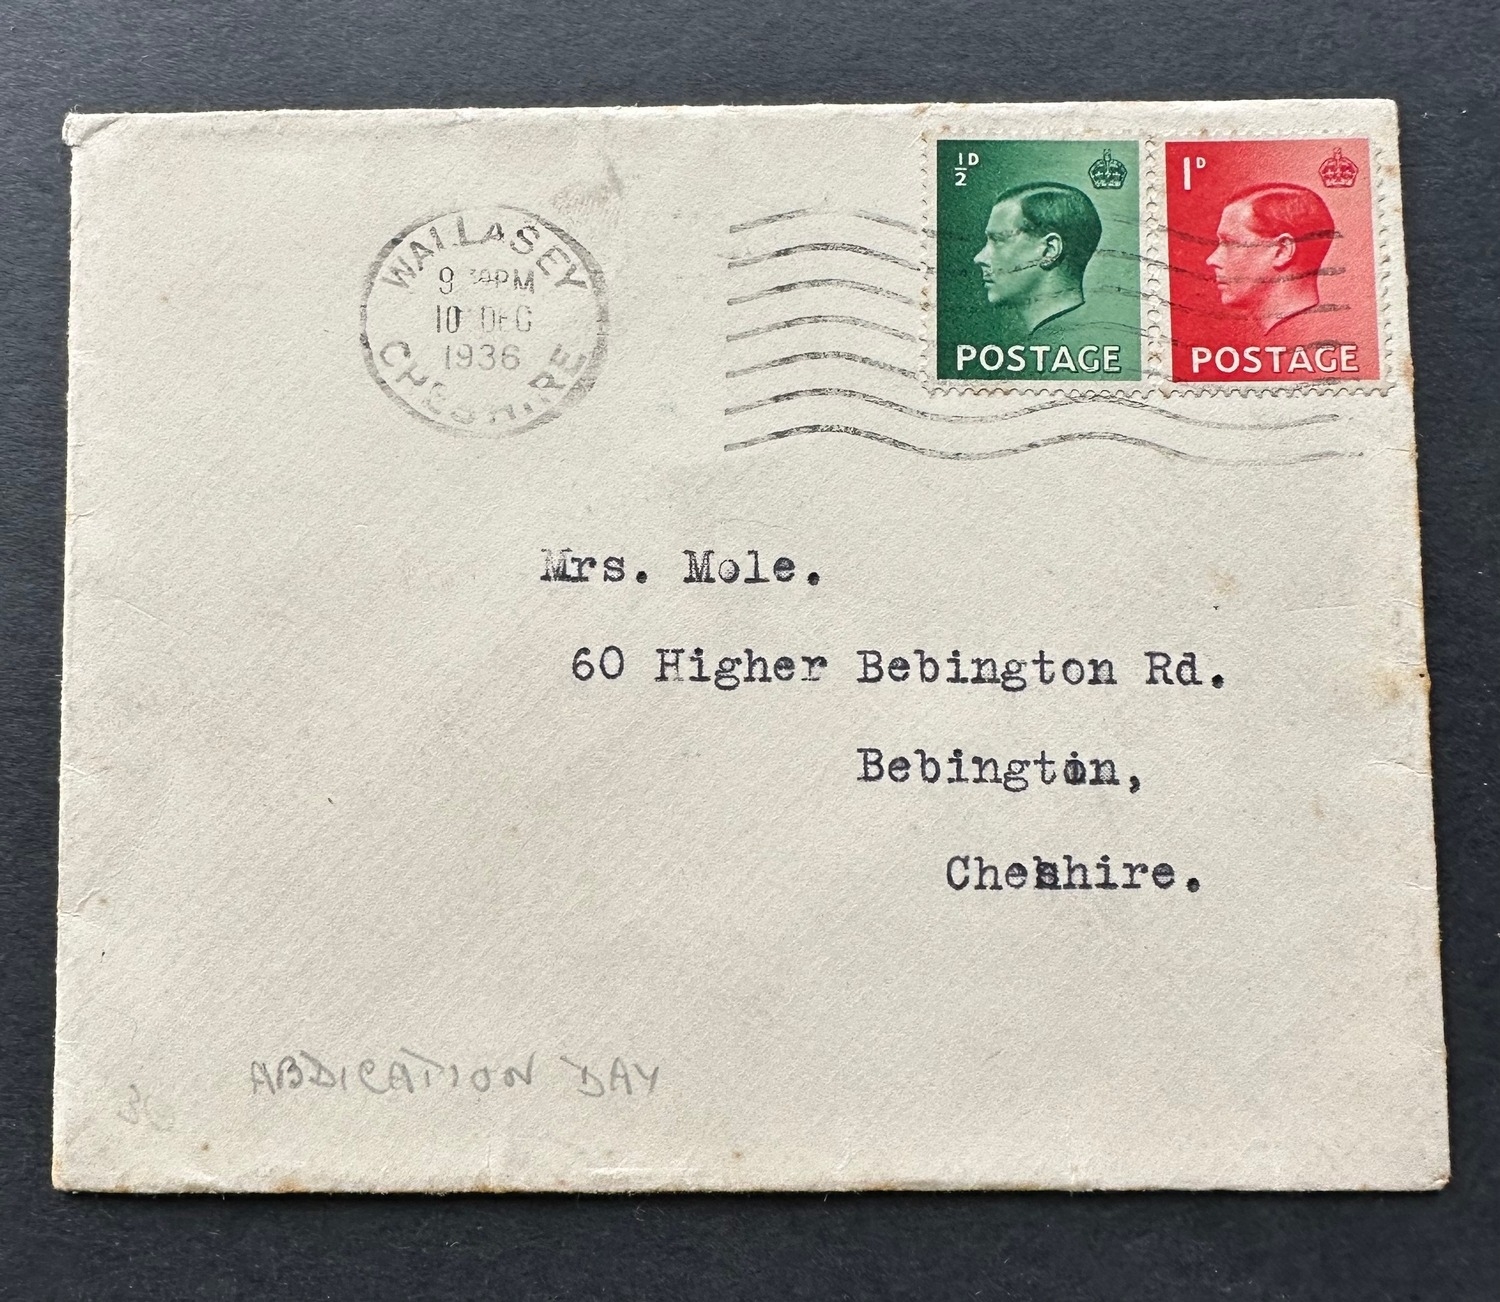 WALLASEY
9 30PM
10 DEC
1936
CHESHIRE
½D
POSTAGE
1D
POSTAGE
Mrs. Mole.
60 Higher Bebington Rd.
Bebington,
Cheshire.
ABDICATION DAY